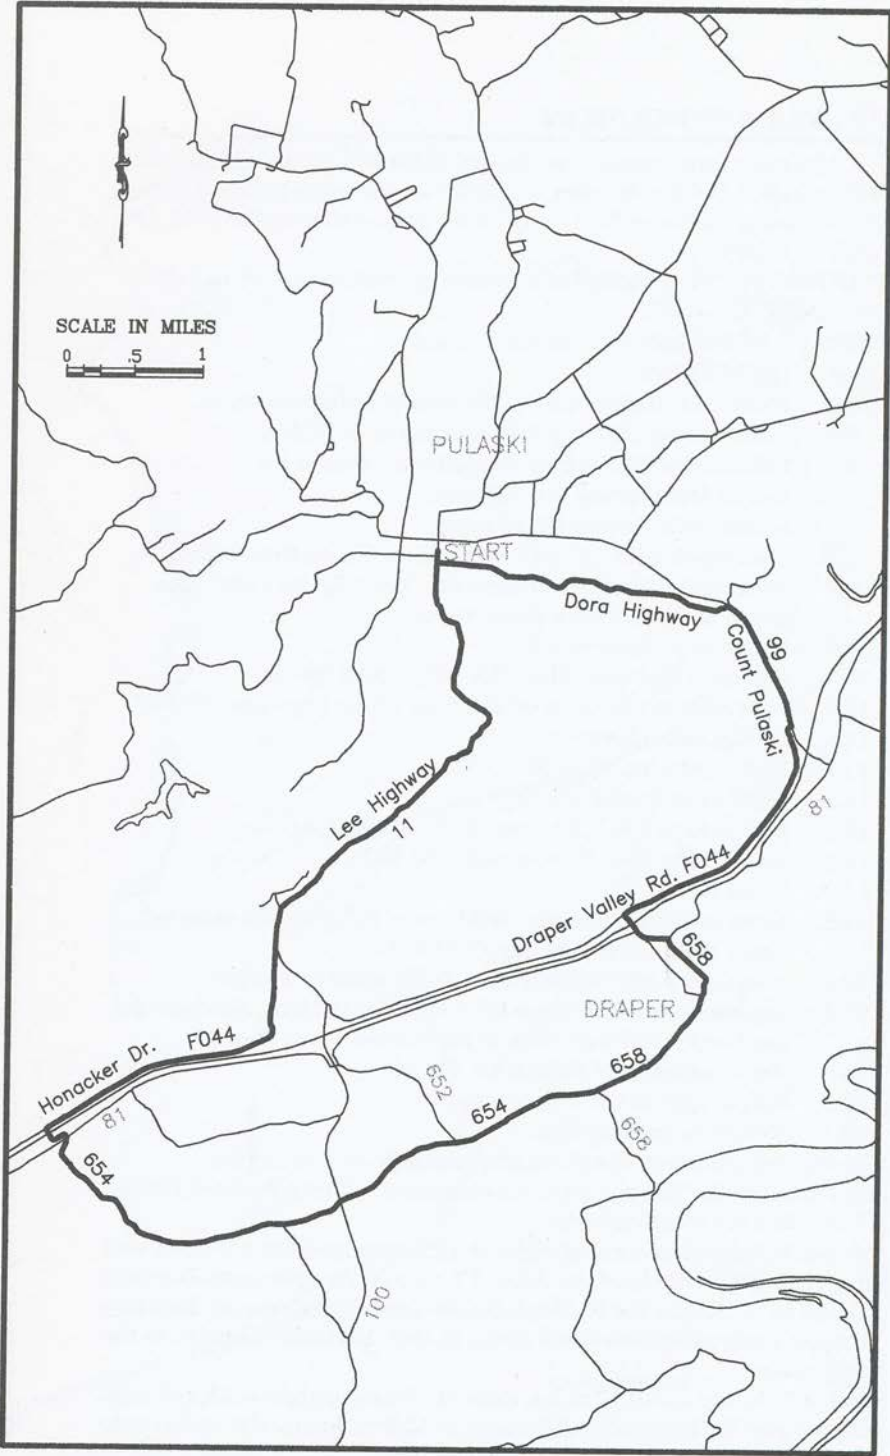 SCALE IN MILES
0 .5 1
PULASKI
START
Dora Highway
99
Count Pulaski
Lee Highway
11
81
Draper Valley Rd. F044
658
DRAPER
Honacker Dr. F044
81
652
658
654
658
654
100